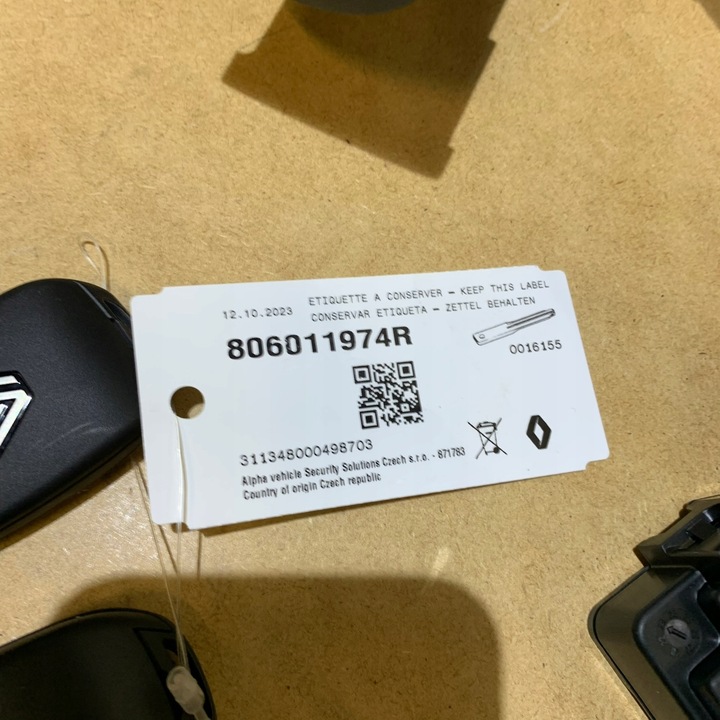 ETIQUETTE A CONSERVER – KEEP THIS LABEL
12.10.2023 CONSERVAR ETIQUETA – ZETTEL BEHALTEN
806011974R
0016155
311348000498703
Alpha vehicle Security Solutions Czech s.r.o. - 671783
Country of origin Czech republic